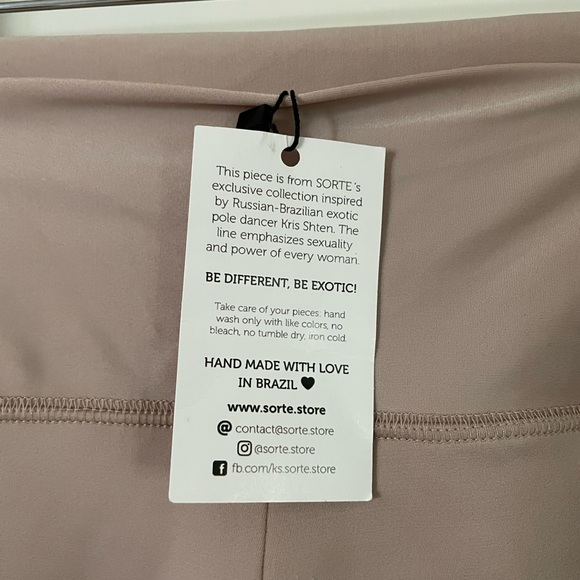 This piece is from SORTE's
exclusive collection inspired
by Russian-Brazilian exotic
pole dancer Kris Shten. The
line emphasizes sexuality
and power of every woman.
BE DIFFERENT, BE EXOTIC!
Take care of your pieces: hand
wash only with like colors, no
bleach, no tumble dry, iron cold.
HAND MADE WITH LOVE
IN BRAZIL ♥
www.sorte.store
@ contact@sorte.store
@sorte.store
f fb.com/ks.sorte.store